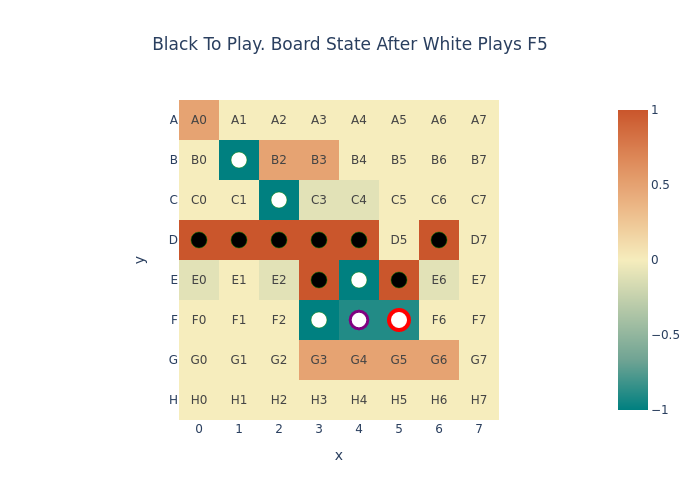 Black To Play. Board State After White Plays F5
A A0 A1 A2 A3 A4 A5 A6 A7
B B0 B2 B3 B4 B5 B6 B7
C C0 C1 C3 C4 C5 C6 C7
D D5 D7
E E0 E1 E2 E6 E7
F F0 F1 F2 F6 F7
G G0 G1 G2 G3 G4 G5 G6 G7
H H0 H1 H2 H3 H4 H5 H6 H7
0 1 2 3 4 5 6 7
x
y
1
0.5
0
−0.5
−1